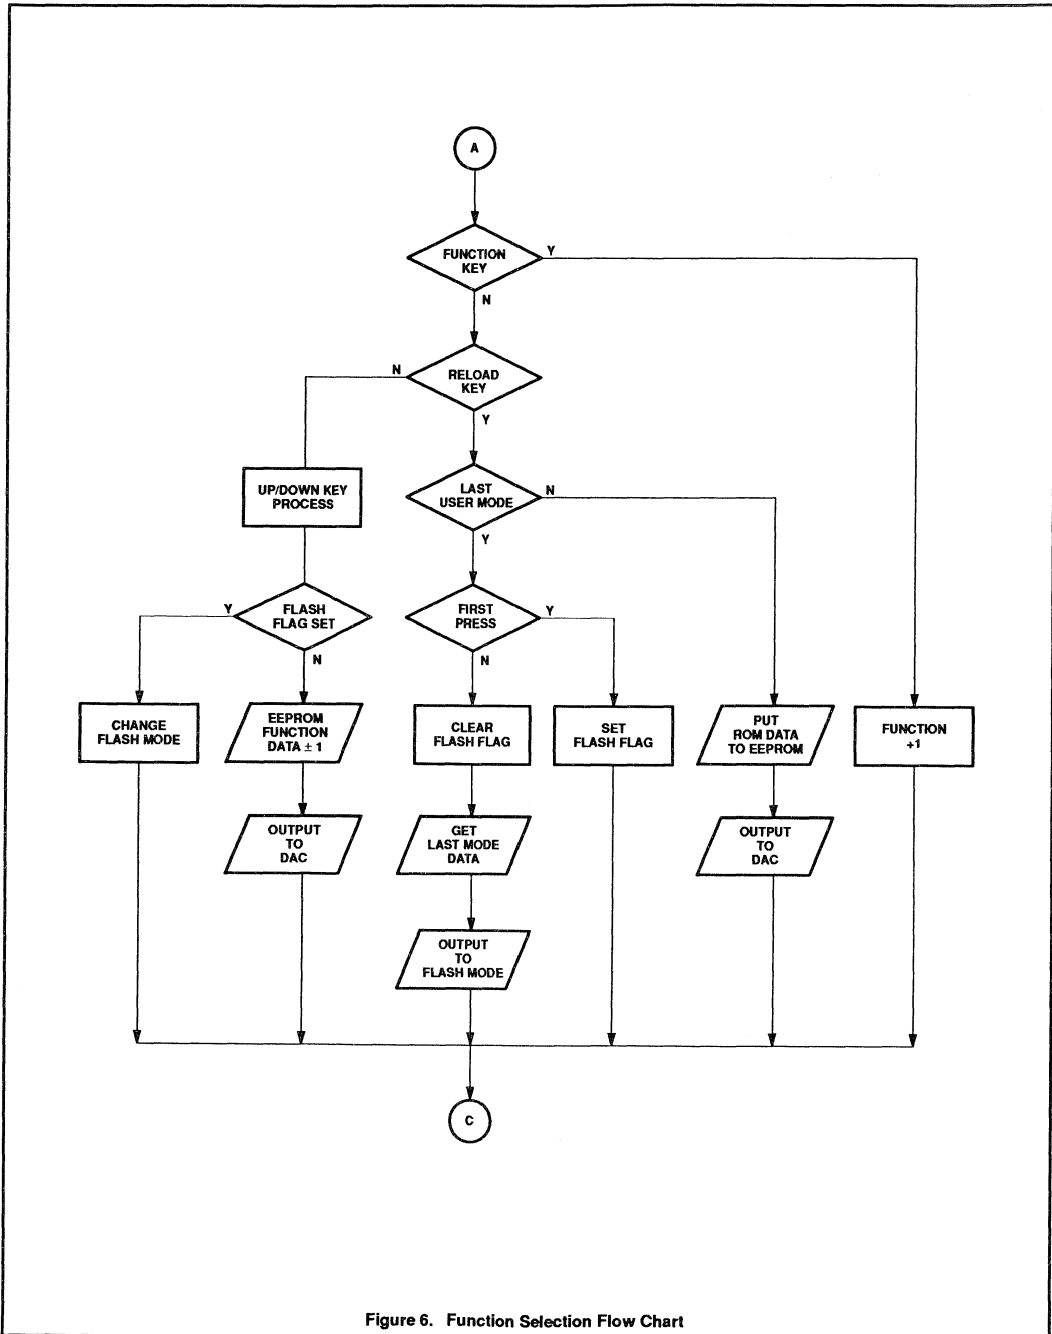 A
FUNCTION
KEY
Y
N
RELOAD
KEY
N
Y
UP/DOWN KEY
PROCESS
LAST
USER MODE
N
Y
FLASH
FLAG SET
Y
N
FIRST
PRESS
Y
N
CHANGE
FLASH MODE
EEPROM
FUNCTION
DATA ± 1
CLEAR
FLASH FLAG
SET
FLASH FLAG
PUT
ROM DATA
TO EEPROM
FUNCTION
+1
OUTPUT
TO
DAC
GET
LAST MODE
DATA
OUTPUT
TO
DAC
OUTPUT
TO
FLASH MODE
C
Figure 6. Function Selection Flow Chart